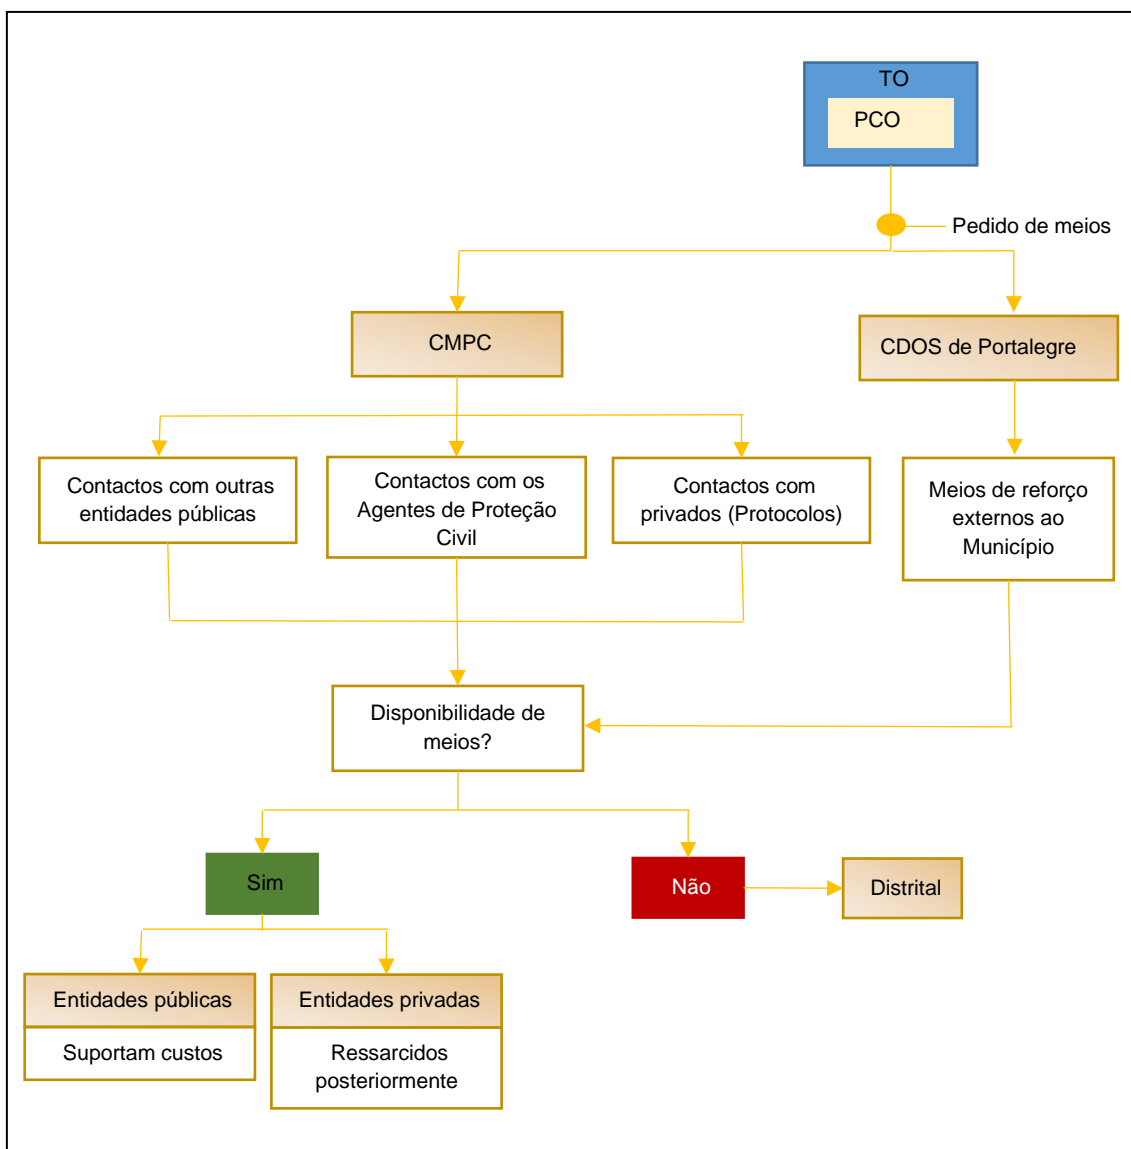 TO
PCO
Pedido de meios
CMPC
CDOS de Portalegre
Contactos com outras
entidades públicas
Contactos com os
Agentes de Proteção
Civil
Contactos com
privados (Protocolos)
Meios de reforço
externos ao
Município
Disponibilidade de
meios?
Sim
Não
Distrital
Entidades públicas
Suportam custos
Entidades privadas
Ressarcidos
posteriormente